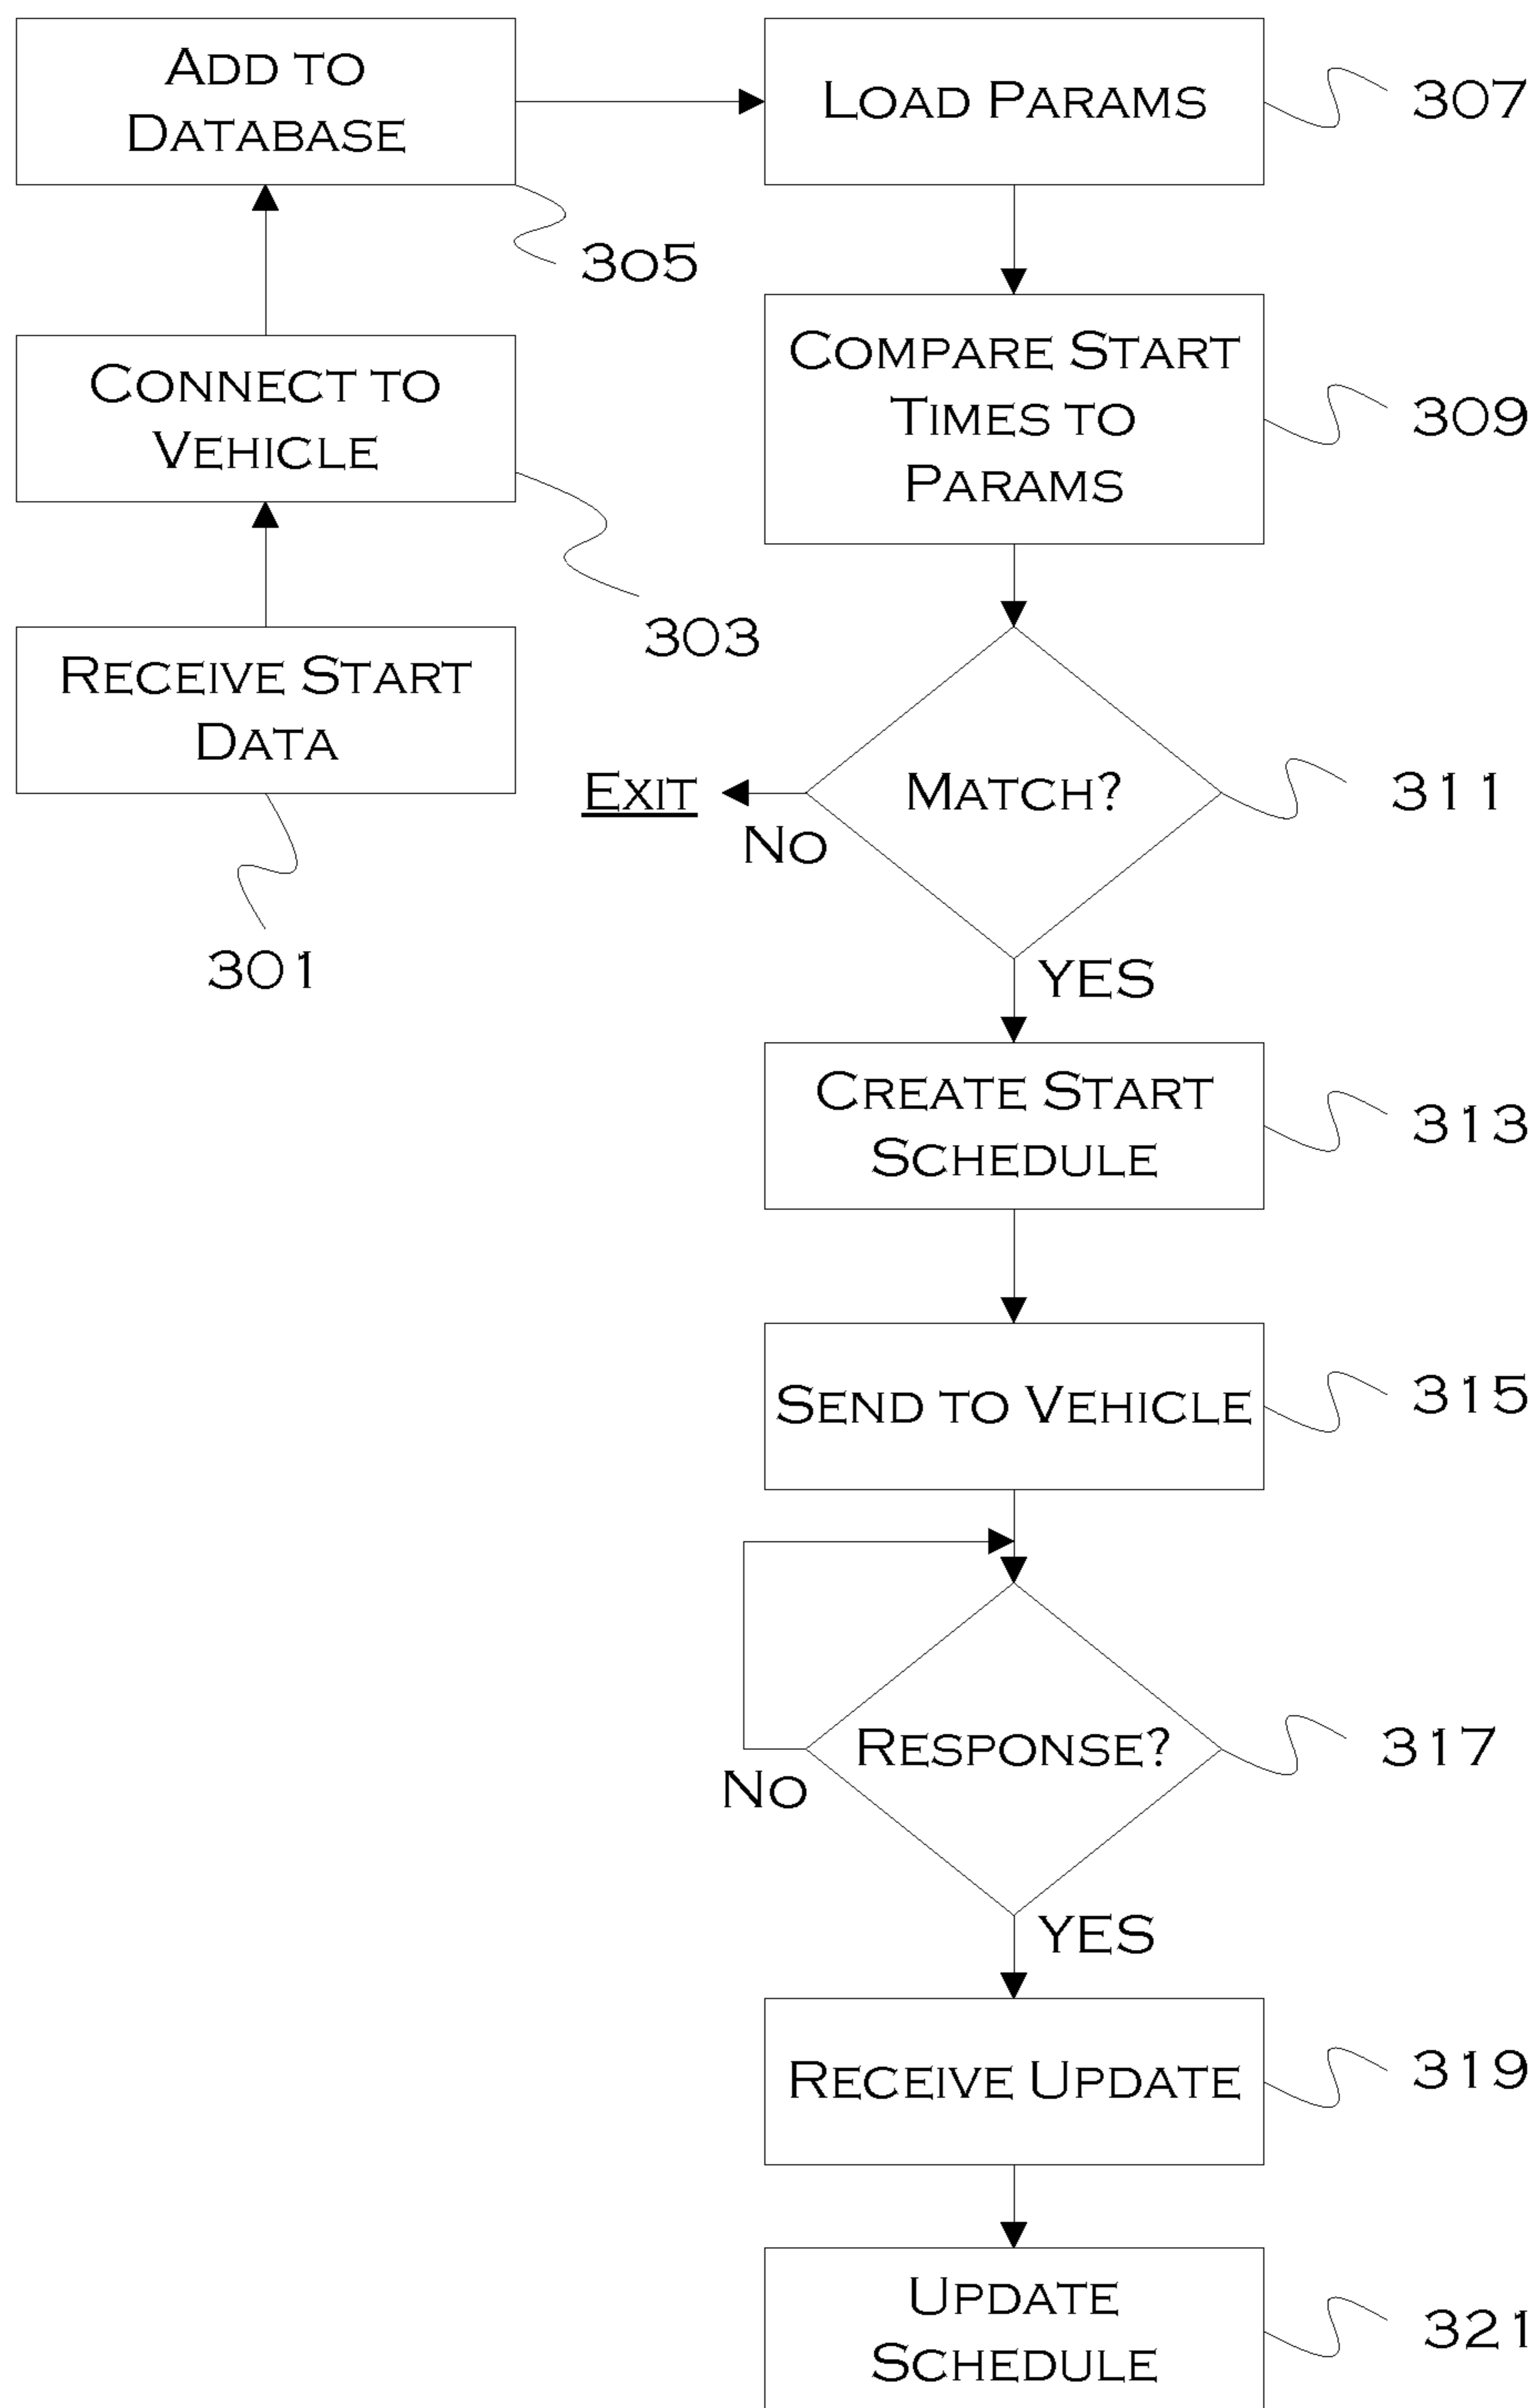 ADD TO
DATABASE
305
CONNECT TO
VEHICLE
303
RECEIVE START
DATA
301
LOAD PARAMS
307
COMPARE START
TIMES TO
PARAMS
309
MATCH?
311
EXIT
NO
YES
CREATE START
SCHEDULE
313
SEND TO VEHICLE
315
RESPONSE?
317
NO
YES
RECEIVE UPDATE
319
UPDATE
SCHEDULE
321